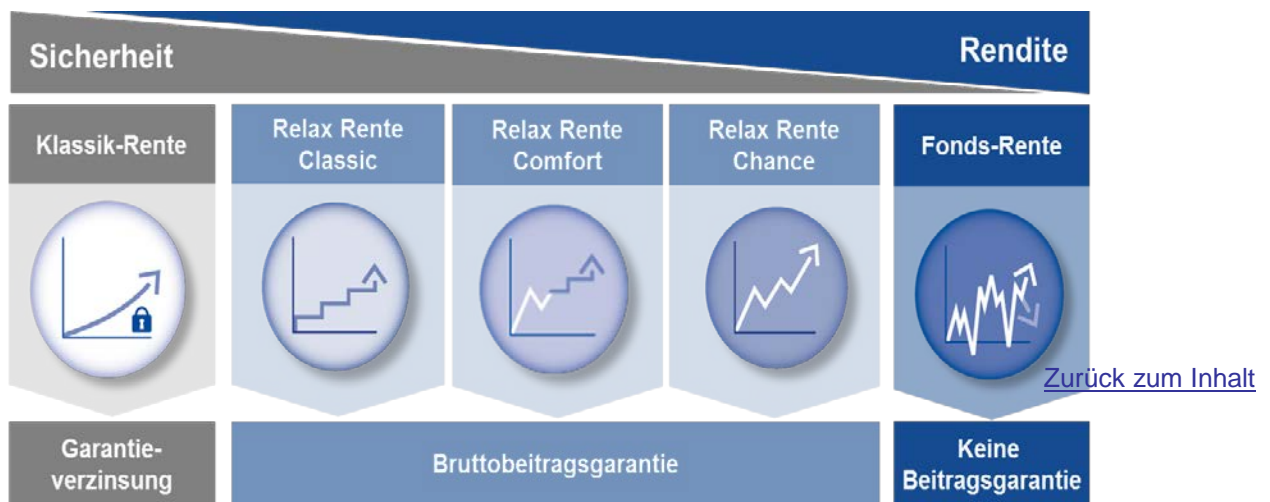 Sicherheit
Rendite
Klassik-Rente
Relax Rente
Classic
Relax Rente
Comfort
Relax Rente
Chance
Fonds-Rente
Zurück zum Inhalt
Garantie-
verzinsung
Bruttobeitragsgarantie
Keine
Beitragsgarantie